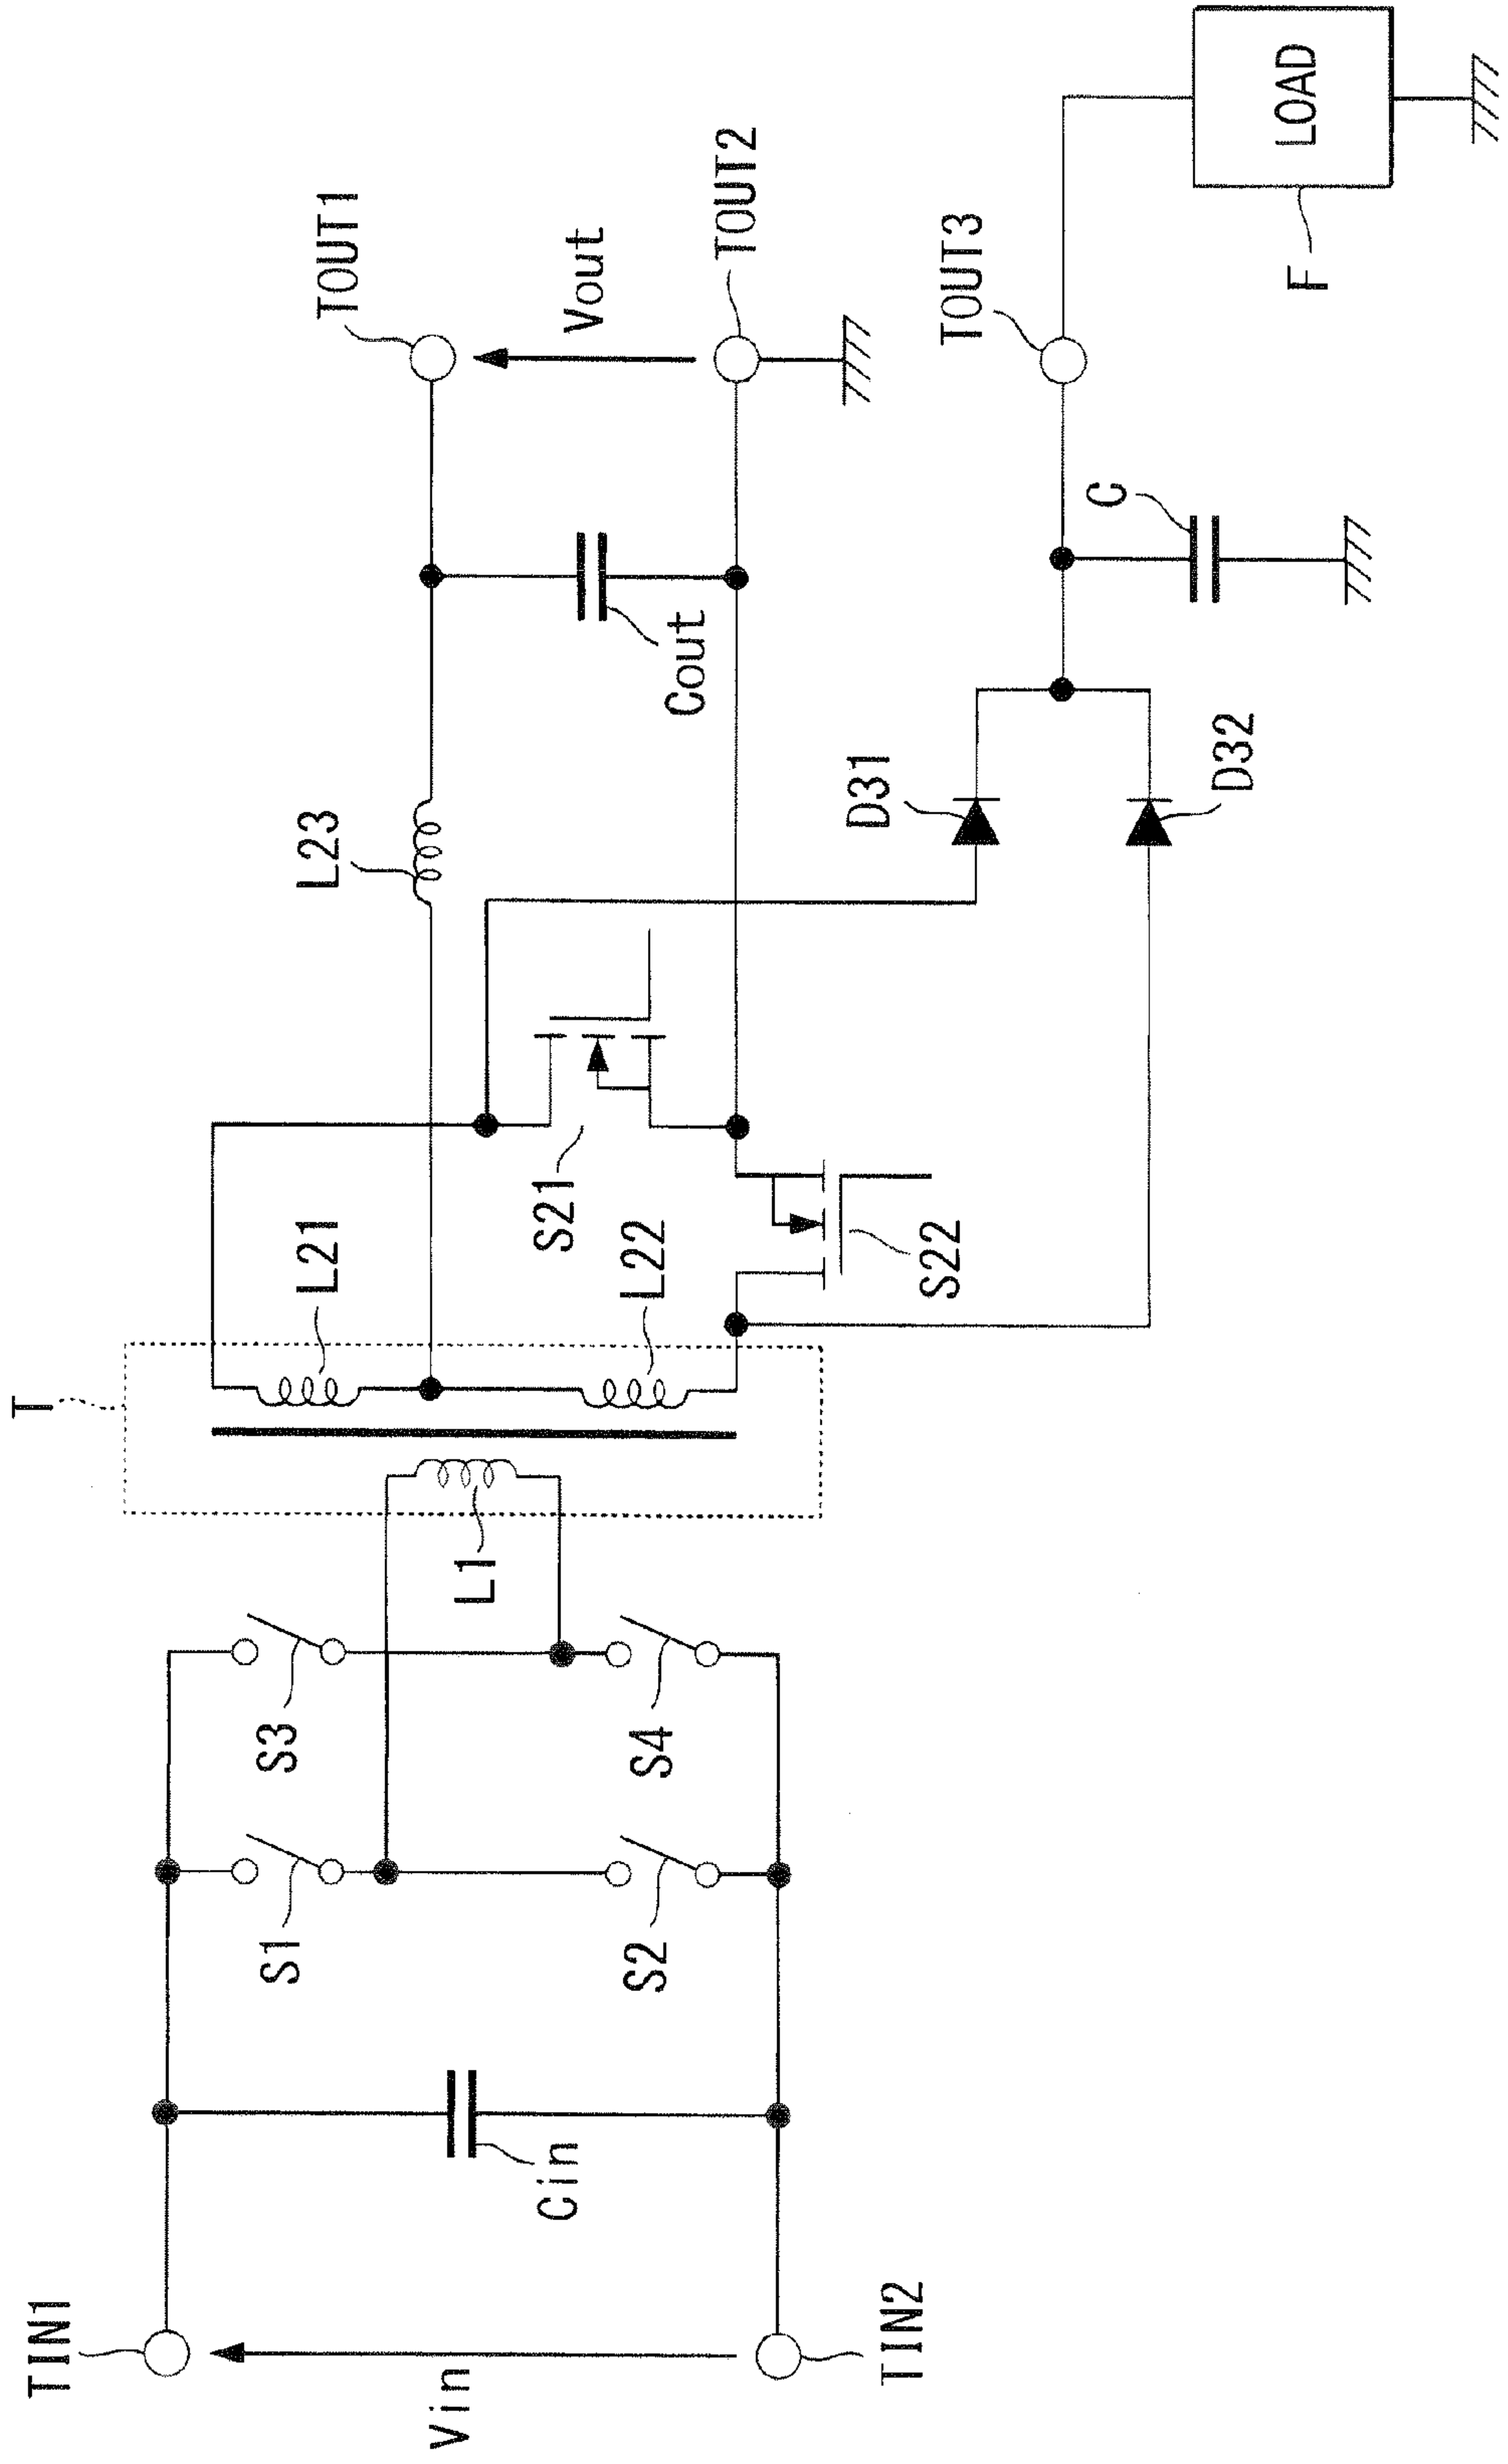 TIN1
Vin
TIN2
Cin
S1
S2
S3
S4
L1
T
L21
L22
S21
S22
L23
D31
D32
Cout
C
TOUT1
Vout
TOUT2
TOUT3
F
LOAD